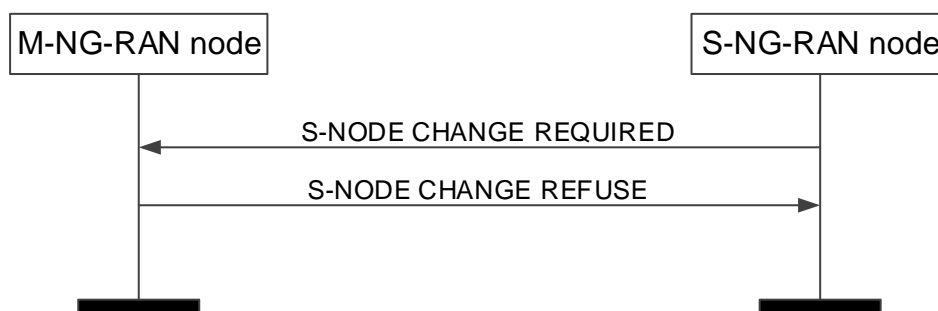 M-NG-RAN node
S-NG-RAN node
S-NODE CHANGE REQUIRED
S-NODE CHANGE REFUSE